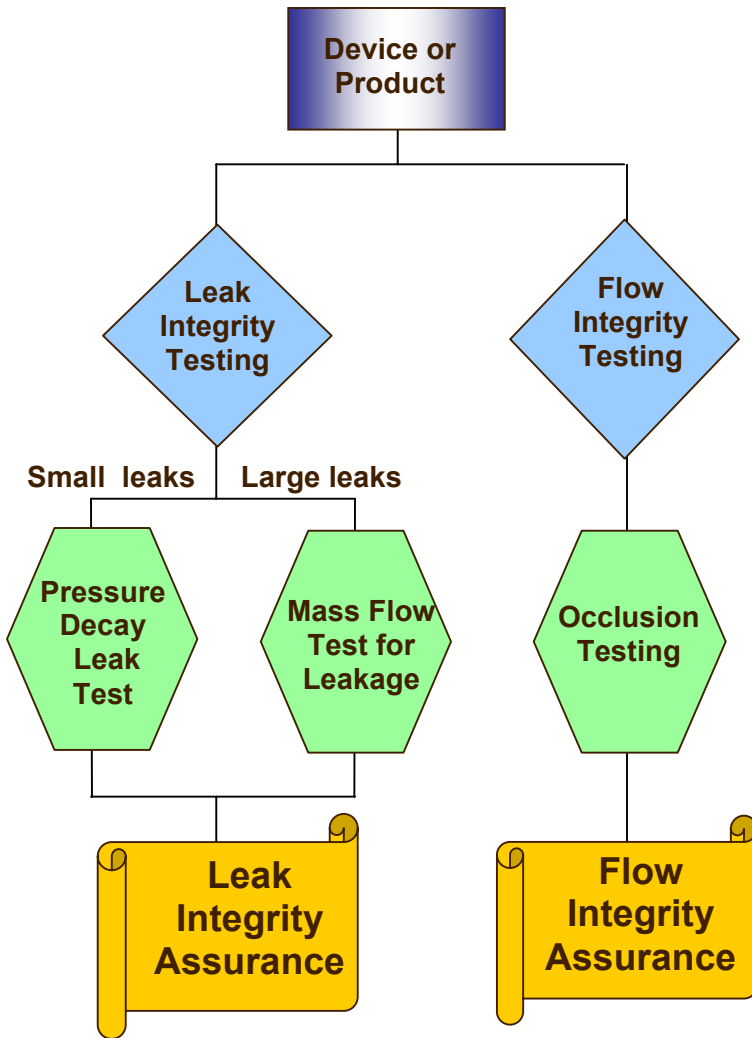 Device or
Product
Leak
Integrity
Testing
Flow
Integrity
Testing
Small leaks
Large leaks
Pressure
Decay
Leak
Test
Mass Flow
Test for
Leakage
Occlusion
Testing
Leak
Integrity
Assurance
Flow
Integrity
Assurance